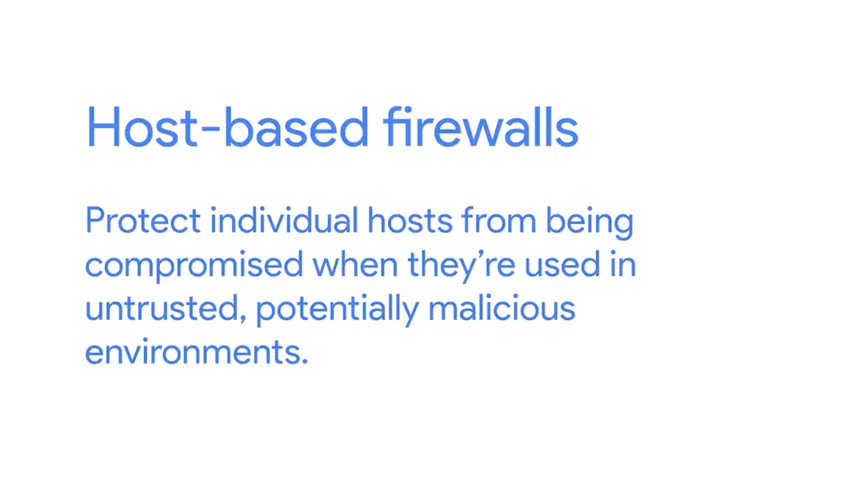 Host-based firewalls
Protect individual hosts from being
compromised when they’re used in
untrusted, potentially malicious
environments.